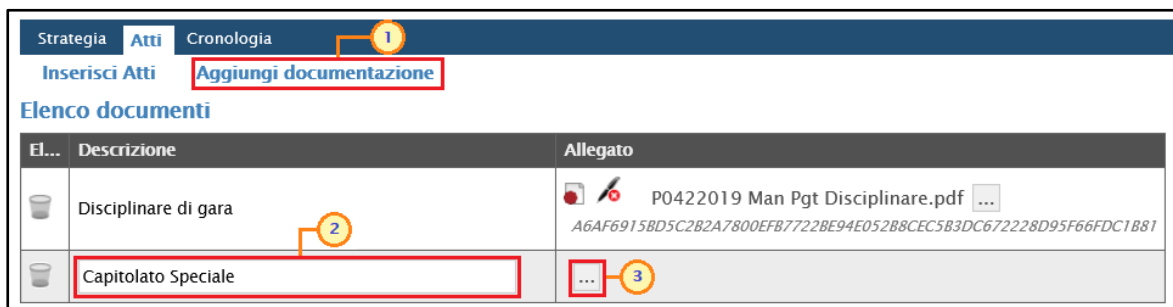 Strategia Atti Cronologia 1
Inserisci Atti Aggiungi documentazione
Elenco documenti
El... Descrizione Allegato
Disciplinare di gara P0422019 Man Pgt Disciplinare.pdf ...
A6AF6915BD5C2B2A7800EFB7722BE94E052B8CEC5B3DC672228D95F66FDC1B81
2
Capitolato Speciale ... 3